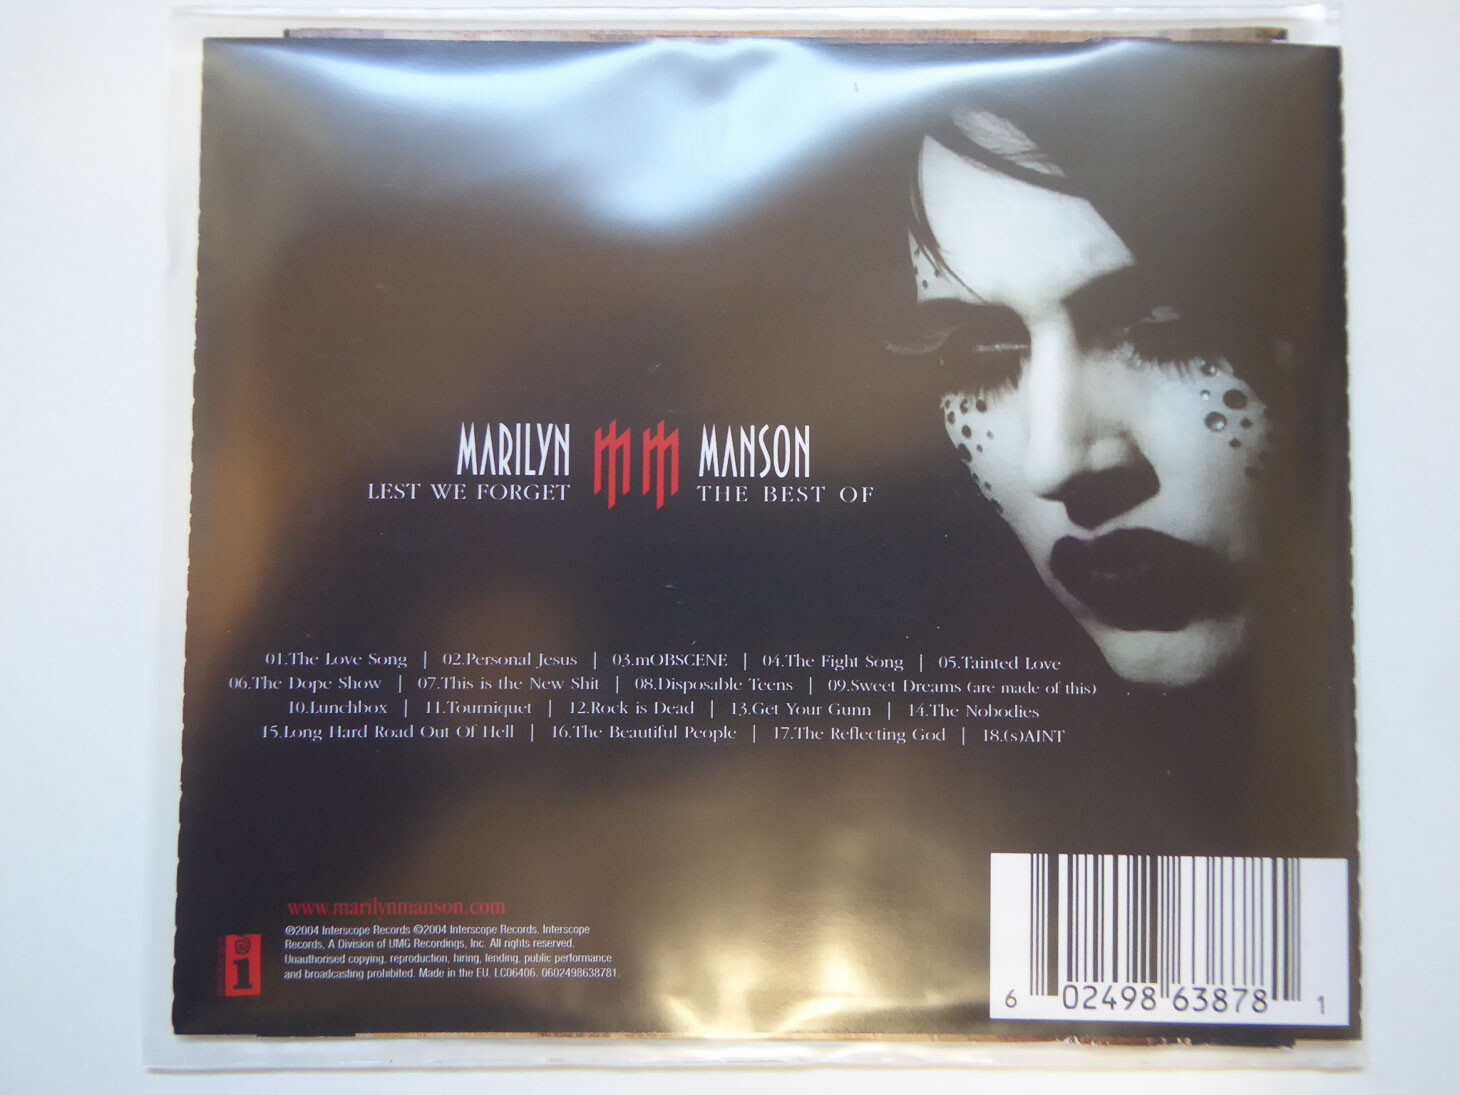 MARILYN MANSON
LEST WE FORGET THE BEST OF
01.The Love Song | 02.Personal Jesus | 03.mOBSCENE | 04.The Fight Song | 05.Tainted Love
06.The Dope Show | 07.This is the New Shit | 08.Disposable Teens | 09.Sweet Dreams (are made of this)
10.Lunchbox | 11.Tourniquet | 12.Rock is Dead | 13.Get Your Gunn | 14.The Nobodies
15.Long Hard Road Out Of Hell | 16.The Beautiful People | 17.The Reflecting God | 18.(s)AINT
www.marilynmanson.com
℗2004 Interscope Records ©2004 Interscope Records. Interscope
Records, A Division of UMG Recordings, Inc. All rights reserved.
Unauthorised copying, reproduction, hiring, lending, public performance
and broadcasting prohibited. Made in the EU. LC06406. 0602498638781.
i
6 02498 63878 1